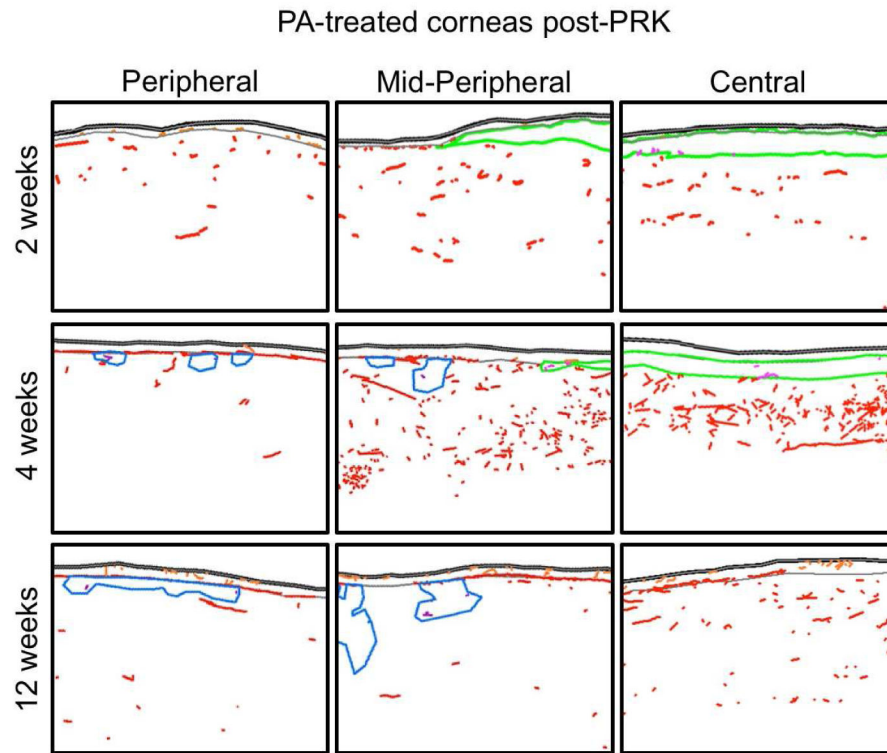 PA-treated corneas post-PRK
Peripheral
Mid-Peripheral
Central
2 weeks
4 weeks
12 weeks